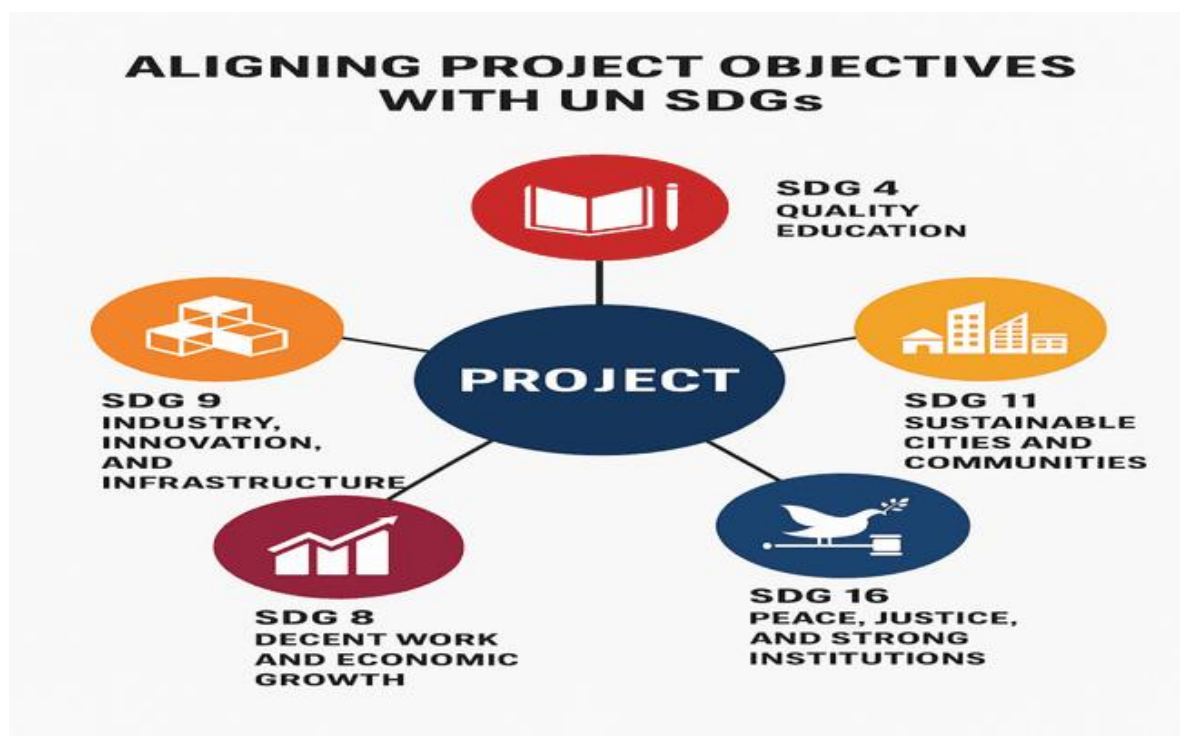 ALIGNING PROJECT OBJECTIVES
WITH UN SDGs
SDG 4
QUALITY
EDUCATION
PROJECT
SDG 9
INDUSTRY,
INNOVATION,
AND
INFRASTRUCTURE
SDG 11
SUSTAINABLE
CITIES AND
COMMUNITIES
SDG 8
DECENT WORK
AND ECONOMIC
GROWTH
SDG 16
PEACE, JUSTICE,
AND STRONG
INSTITUTIONS